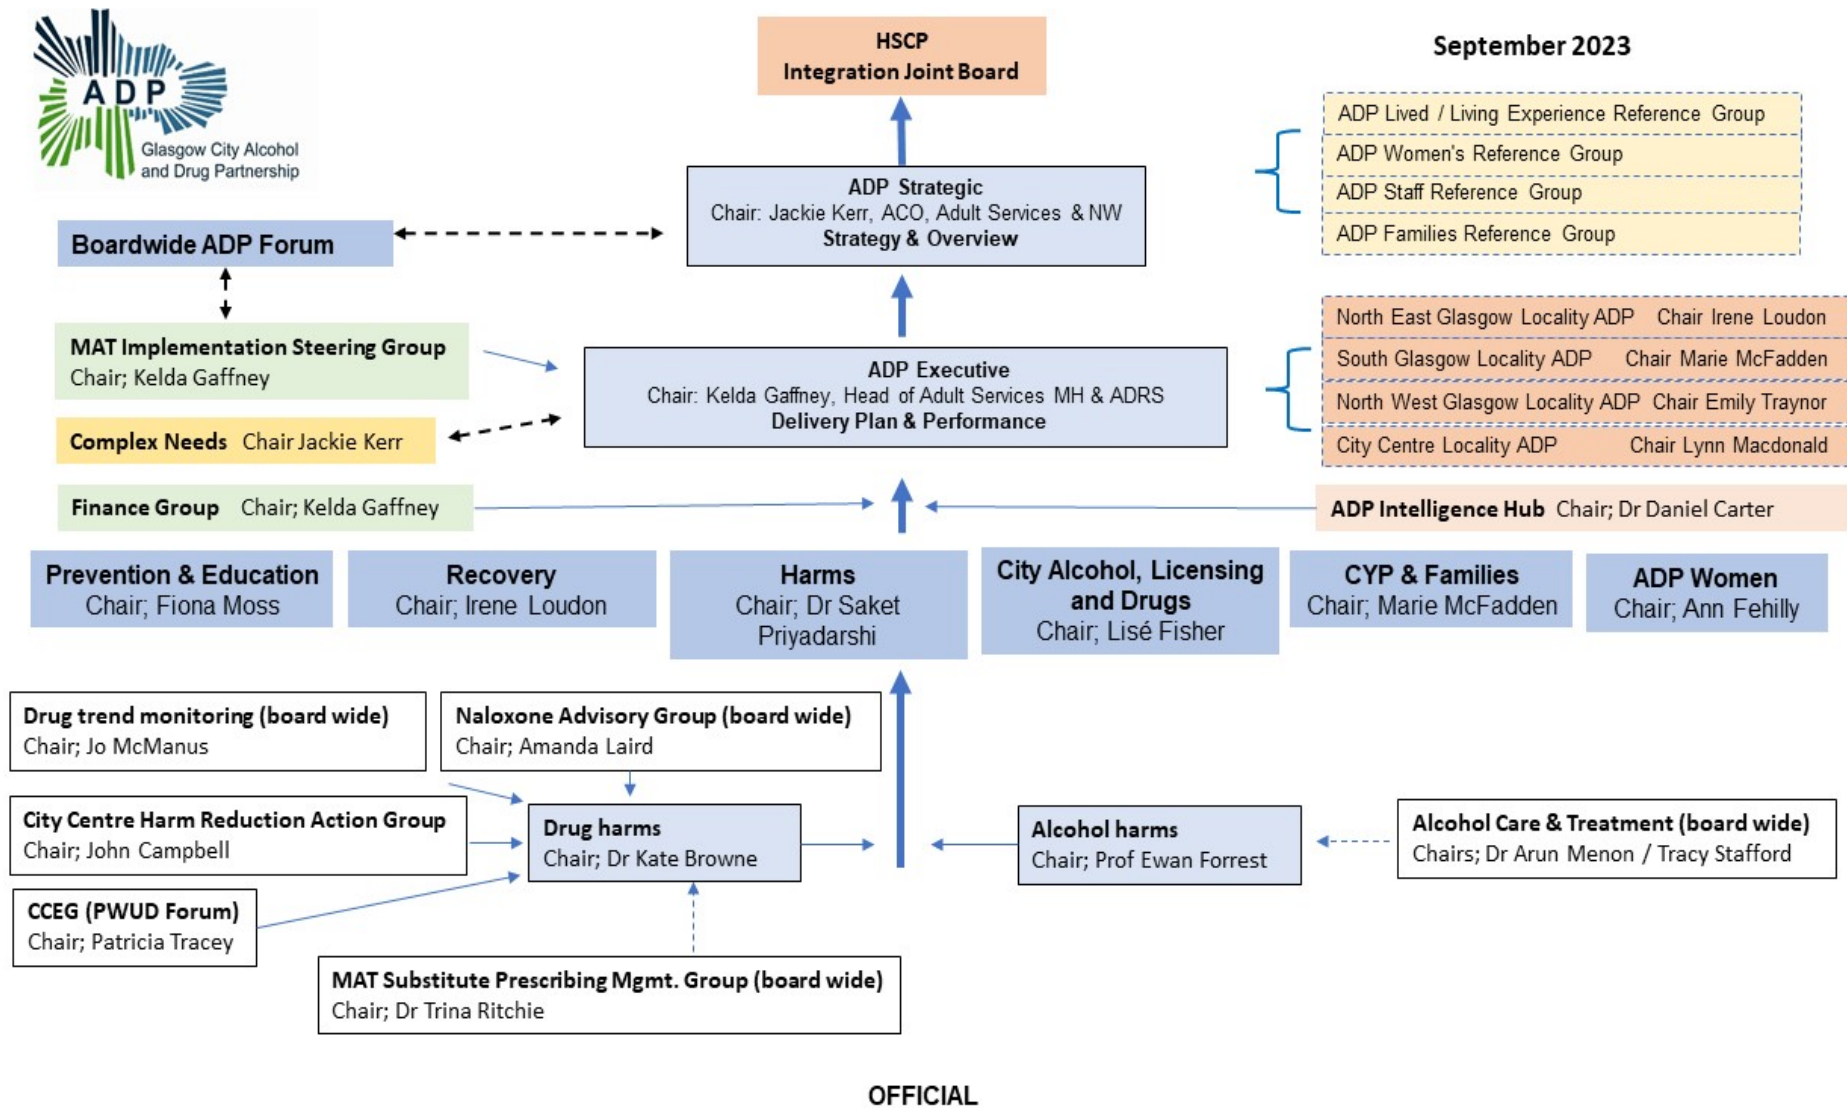 ADP
Glasgow City Alcohol
and Drug Partnership
HSCP
Integration Joint Board
September 2023
ADP Strategic
Chair: Jackie Kerr, ACO, Adult Services & NW
Strategy & Overview
ADP Lived / Living Experience Reference Group
ADP Women's Reference Group
ADP Staff Reference Group
ADP Families Reference Group
Boardwide ADP Forum
MAT Implementation Steering Group
Chair; Kelda Gaffney
ADP Executive
Chair: Kelda Gaffney, Head of Adult Services MH & ADRS
Delivery Plan & Performance
North East Glasgow Locality ADP Chair Irene Loudon
South Glasgow Locality ADP Chair Marie McFadden
North West Glasgow Locality ADP Chair Emily Traynor
City Centre Locality ADP Chair Lynn Macdonald
Complex Needs Chair Jackie Kerr
Finance Group Chair; Kelda Gaffney
ADP Intelligence Hub Chair; Dr Daniel Carter
Prevention & Education
Chair; Fiona Moss
Recovery
Chair; Irene Loudon
Harms
Chair; Dr Saket
Priyadarshi
City Alcohol, Licensing
and Drugs
Chair; Lisé Fisher
CYP & Families
Chair; Marie McFadden
ADP Women
Chair; Ann Fehilly
Drug trend monitoring (board wide)
Chair; Jo McManus
Naloxone Advisory Group (board wide)
Chair; Amanda Laird
City Centre Harm Reduction Action Group
Chair; John Campbell
Drug harms
Chair; Dr Kate Browne
Alcohol harms
Chair; Prof Ewan Forrest
Alcohol Care & Treatment (board wide)
Chairs; Dr Arun Menon / Tracy Stafford
CCEG (PWUD Forum)
Chair; Patricia Tracey
MAT Substitute Prescribing Mgmt. Group (board wide)
Chair; Dr Trina Ritchie
OFFICIAL